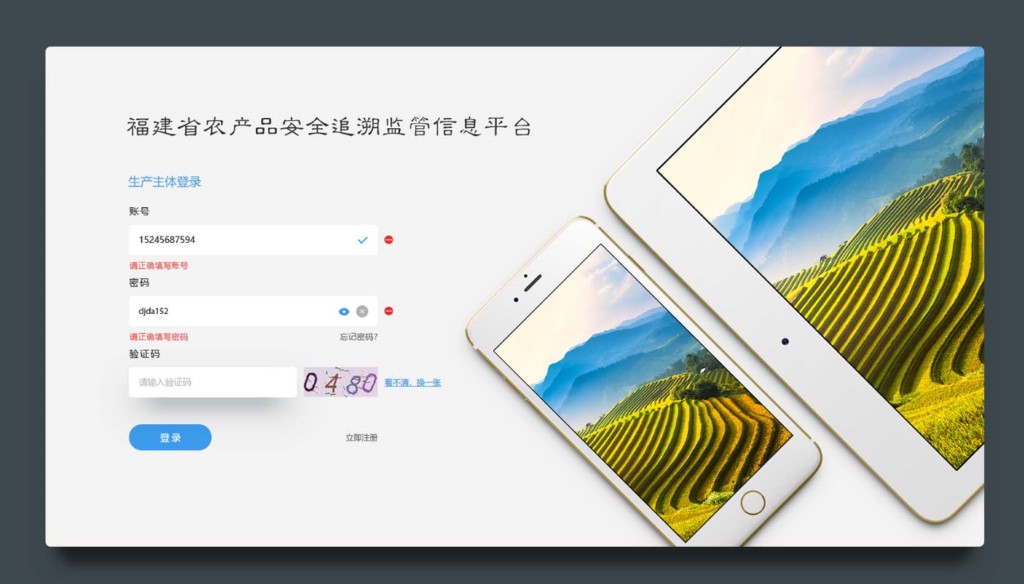 福建省农产品安全追溯监管信息平台
生产主体登录
账号
15245687594
请正确填写账号
密码
djda152
请正确填写密码
忘记密码?
验证码
请输入验证码
0480
看不清，换一张
登录
立即注册